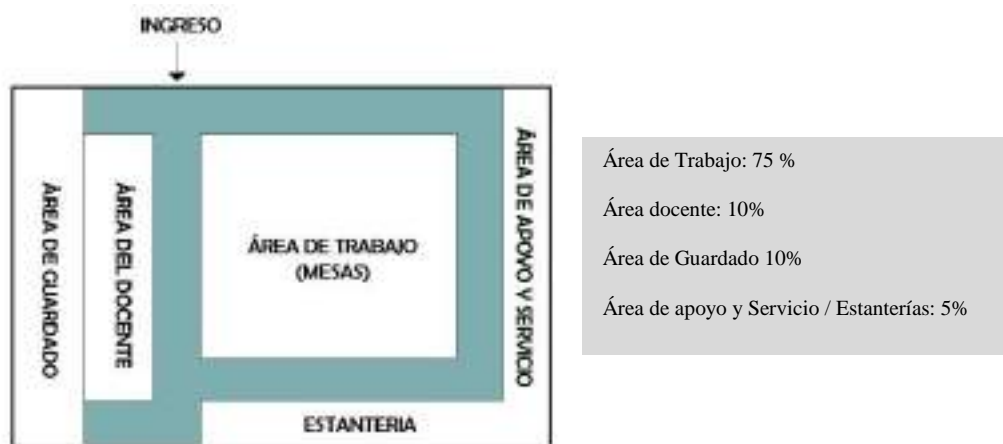 INGRESO
ÁREA DE GUARDADO
ÁREA DEL DOCENTE
ÁREA DE TRABAJO
(MESAS)
ÁREA DE APOYO Y SERVICIO
ESTANTERIA
Área de Trabajo: 75 %
Área docente: 10%
Área de Guardado 10%
Área de apoyo y Servicio / Estanterías: 5%